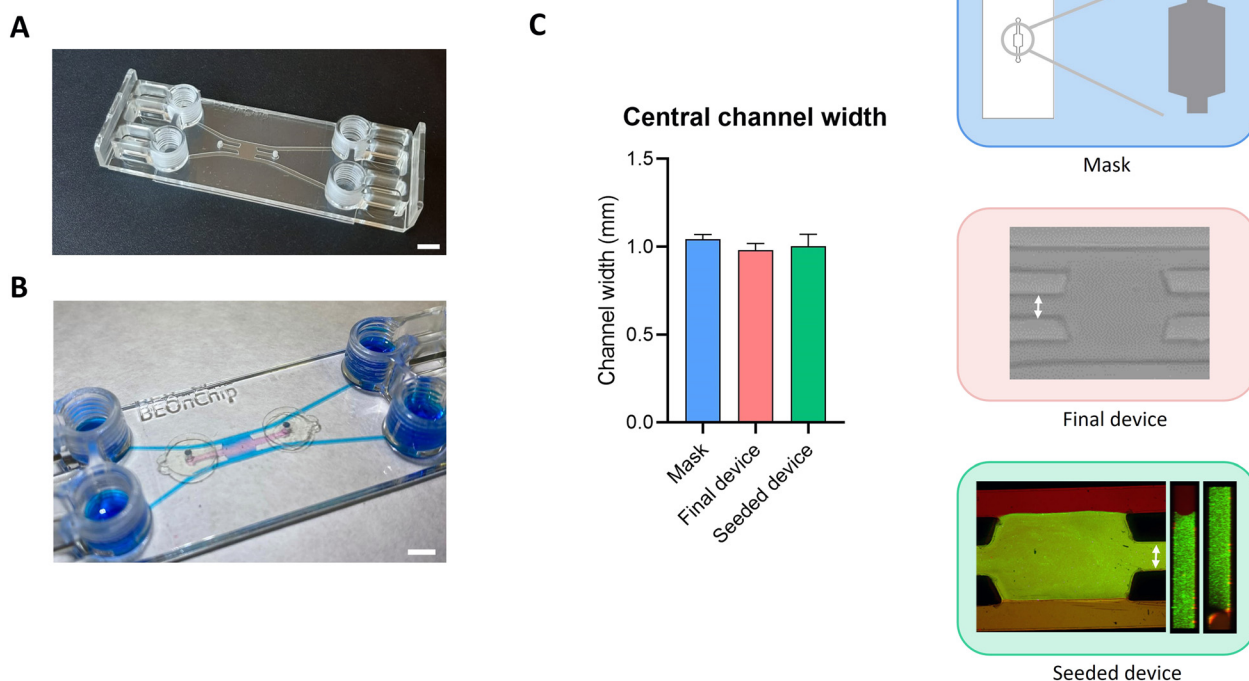 A
B
BEOnChip
C
Central channel width
Channel width (mm)
1.5
1.0
0.5
0.0
Mask
Final device
Seeded device
Mask
Final device
Seeded device